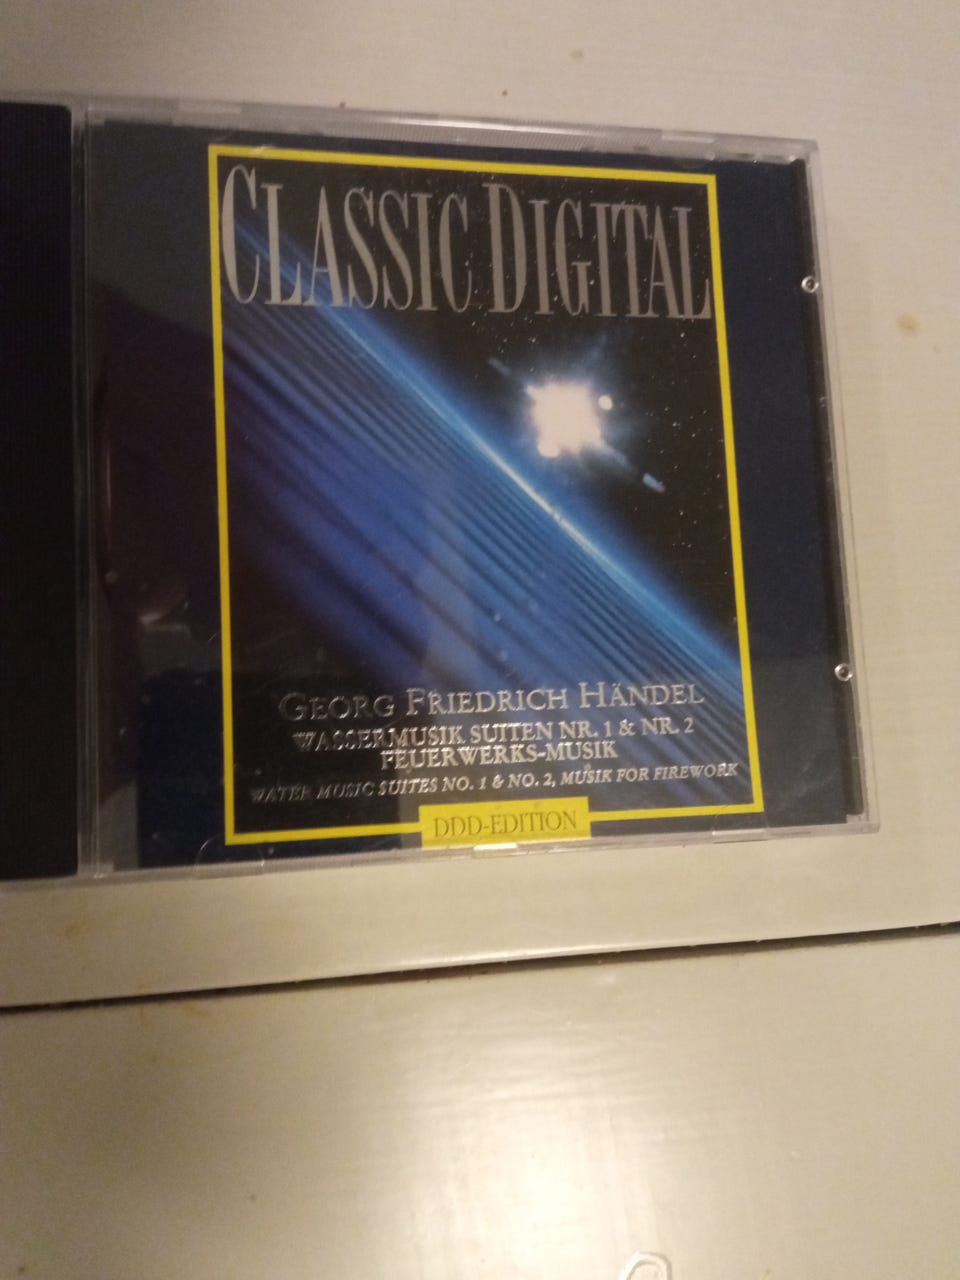 CLASSIC DIGITAL
GEORG FRIEDRICH HÄNDEL
WASSERMUSIK SUITEN NR. 1 & NR. 2
FEUERWERKS-MUSIK
WATER MUSIC SUITES NO. 1 & NO. 2, MUSIK FOR FIREWORK
DDD-EDITION